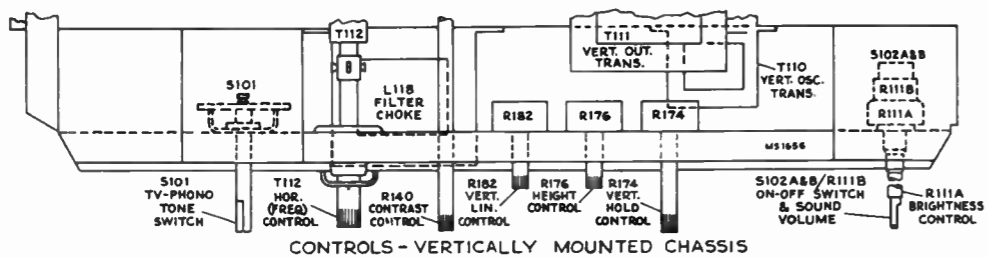 T112
T111
VERT. OUT.
TRANS.
S102A&B
T110
VERT. OSC.
TRANS.
S101
L118
FILTER
CHOKE
R111B
R111A
R182
R176
R174
MS1656
S101
TV-PHONO
TONE
SWITCH
T112
HOR.
(FREQ)
CONTROL
R140
CONTRAST
CONTROL
R182
VERT.
LIN.
CONTROL
R176
HEIGHT
CONTROL
R174
VERT.
HOLD
CONTROL
S102A&B/R111B
ON-OFF SWITCH
& SOUND
VOLUME
R111A
BRIGHTNESS
CONTROL
CONTROLS-VERTICALLY MOUNTED CHASSIS